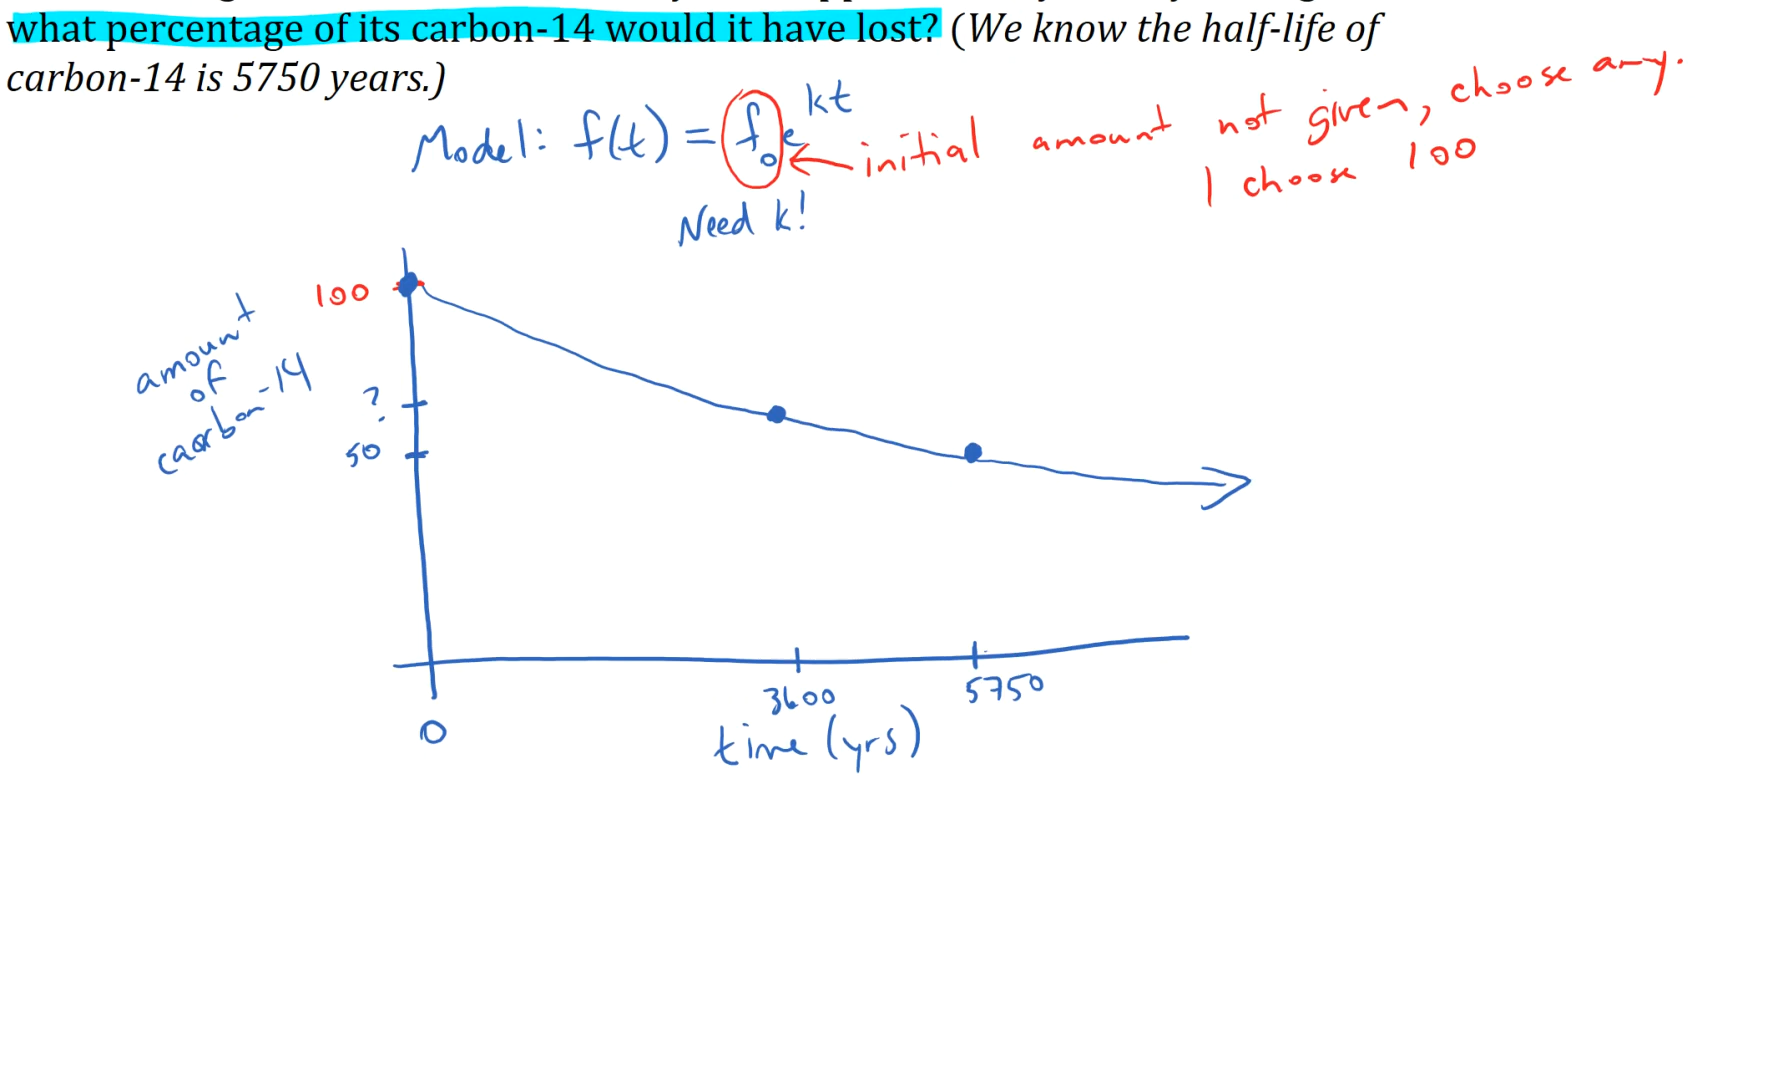 what percentage of its carbon-14 would it have lost? (We know the half-life of
carbon-14 is 5750 years.)
Model: f(t) = f₀e^kt
initial amount not given, choose any.
I choose 100
Need k!
100
amount
of
carbon-14
?
50
3600
5750
0
time (yrs)